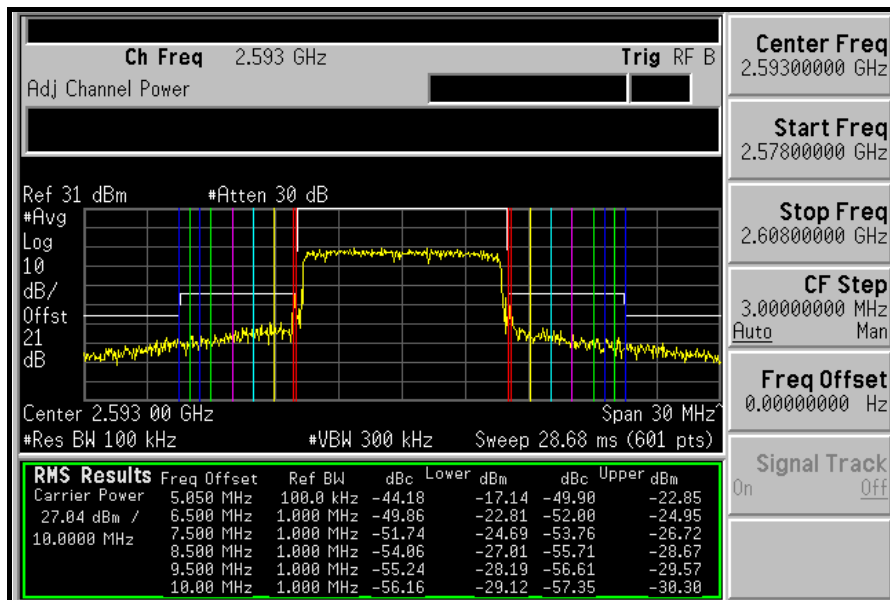 Ch Freq 2.593 GHz Trig RF B
Adj Channel Power
Ref 31 dBm #Atten 30 dB
#Avg
Log
10
dB/
Offst
21
dB
Center 2.593 00 GHz Span 30 MHz^
#Res BW 100 kHz #VBW 300 kHz Sweep 28.68 ms (601 pts)
RMS Results Freq Offset Ref BW dBc Lower dBm dBc Upper dBm
Carrier Power 5.050 MHz 100.0 kHz -44.18 -17.14 -49.90 -22.85
27.04 dBm / 6.500 MHz 1.000 MHz -49.86 -22.81 -52.00 -24.95
10.0000 MHz 7.500 MHz 1.000 MHz -51.74 -24.69 -53.76 -26.72
8.500 MHz 1.000 MHz -54.06 -27.01 -55.71 -28.67
9.500 MHz 1.000 MHz -55.24 -28.19 -56.61 -29.57
10.00 MHz 1.000 MHz -56.16 -29.12 -57.35 -30.30
Center Freq
2.59300000 GHz
Start Freq
2.57800000 GHz
Stop Freq
2.60800000 GHz
CF Step
3.00000000 MHz
Auto Man
Freq Offset
0.00000000 Hz
Signal Track
On Off